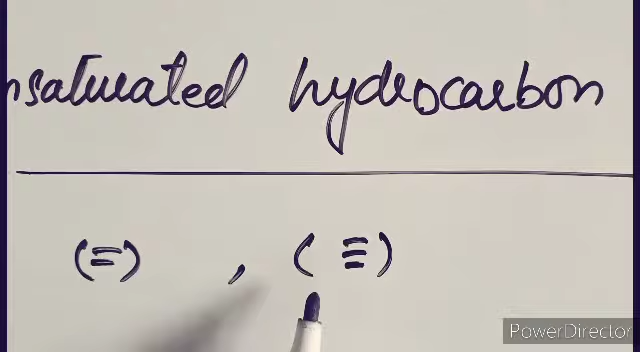 nsaturated hydrocarbon
(=) , (≡)
PowerDirector